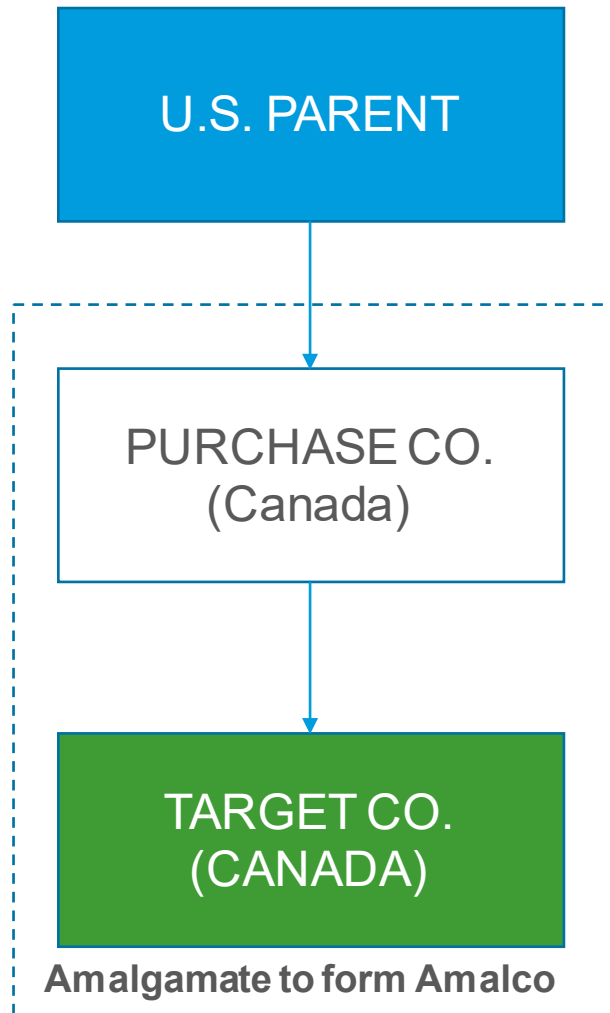 U.S. PARENT
PURCHASE CO.
(Canada)
TARGET CO.
(CANADA)
Amalgamate to form Amalco